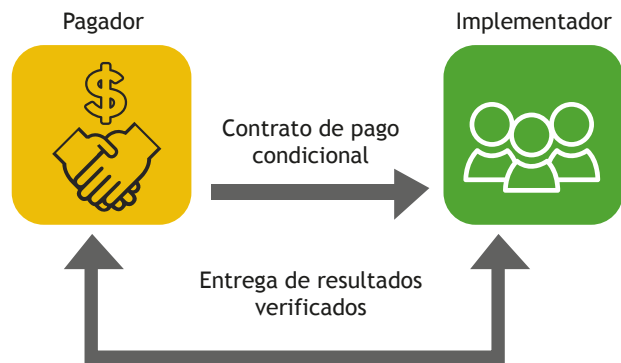 Pagador
Implementador
$
Contrato de pago
condicional
Entrega de resultados
verificados